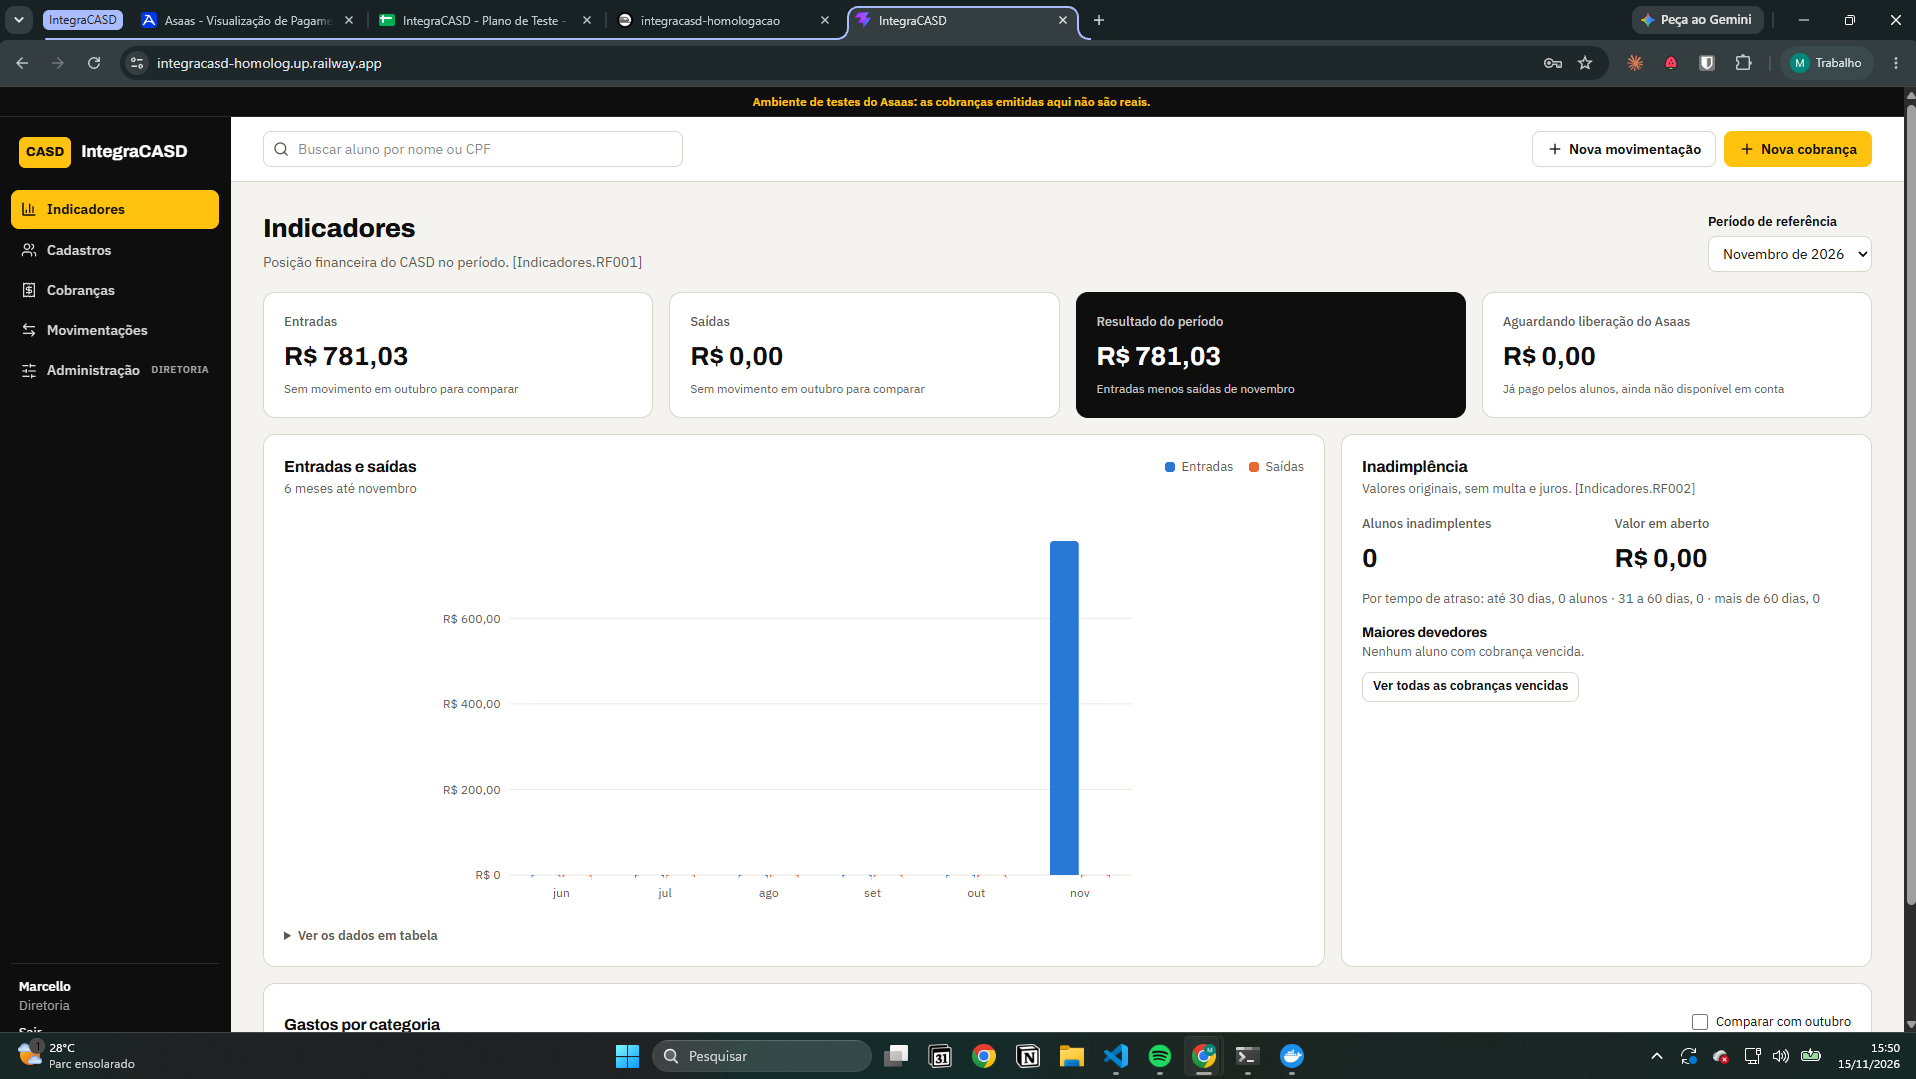 IntegraCASD
Asaas - Visualização de Pagame
IntegraCASD - Plano de Teste -
integracasd-homologacao
IntegraCASD
Peça ao Gemini
integracasd-homolog.up.railway.app
M Trabalho
Ambiente de testes do Asaas: as cobranças emitidas aqui não são reais.
CASD IntegraCASD
Buscar aluno por nome ou CPF
+ Nova movimentação
+ Nova cobrança
Indicadores
Cadastros
Cobranças
Movimentações
Administração DIRETORIA
Indicadores
Posição financeira do CASD no período. [Indicadores.RF001]
Período de referência
Novembro de 2026
Entradas
R$ 781,03
Sem movimento em outubro para comparar
Saídas
R$ 0,00
Sem movimento em outubro para comparar
Resultado do período
R$ 781,03
Entradas menos saídas de novembro
Aguardando liberação do Asaas
R$ 0,00
Já pago pelos alunos, ainda não disponível em conta
Entradas e saídas
6 meses até novembro
Entradas
Saídas
R$ 600,00
R$ 400,00
R$ 200,00
R$ 0
jun jul ago set out nov
Ver os dados em tabela
Inadimplência
Valores originais, sem multa e juros. [Indicadores.RF002]
Alunos inadimplentes
0
Valor em aberto
R$ 0,00
Por tempo de atraso: até 30 dias, 0 alunos · 31 a 60 dias, 0 · mais de 60 dias, 0
Maiores devedores
Nenhum aluno com cobrança vencida.
Ver todas as cobranças vencidas
Gastos por categoria
Comparar com outubro
Marcello
Diretoria
Sair
1
28°C
Parc ensolarado
Pesquisar
31
15:50
15/11/2026